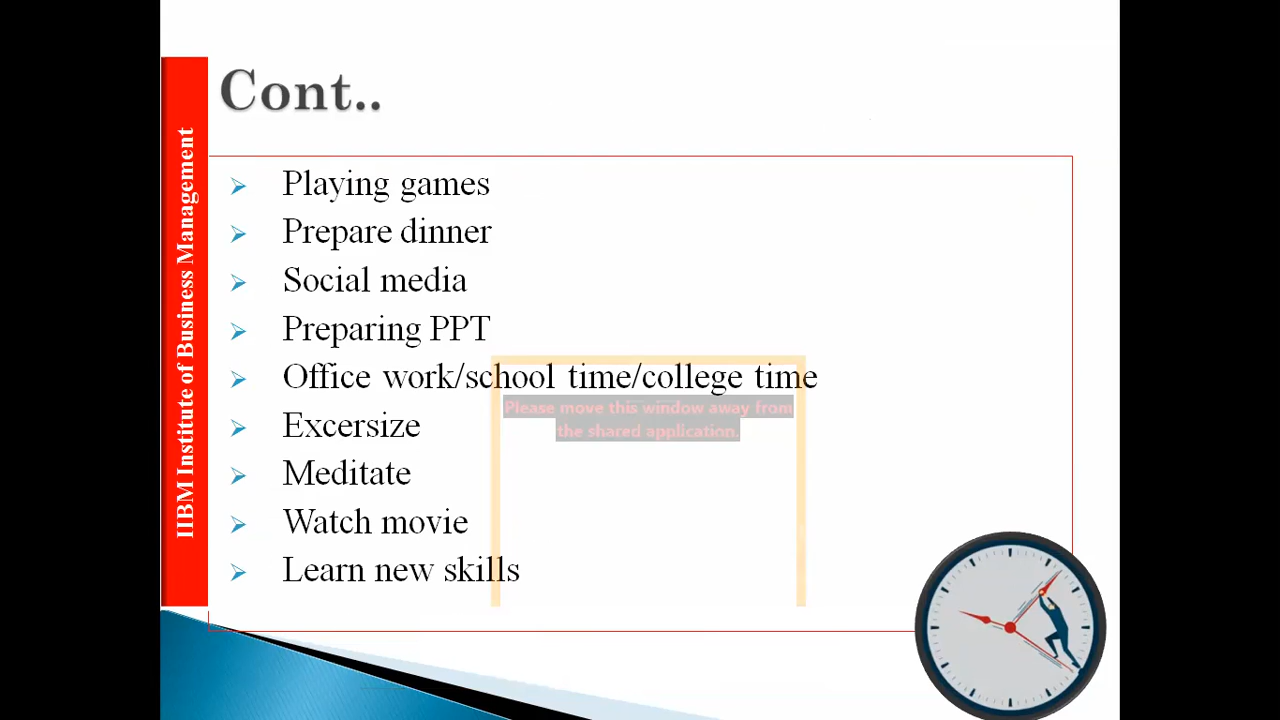 Cont..
IIBM Institute of Business Management
Playing games
Prepare dinner
Social media
Preparing PPT
Office work/school time/college time
Please move this window away from
the shared application.
Excersize
Meditate
Watch movie
Learn new skills